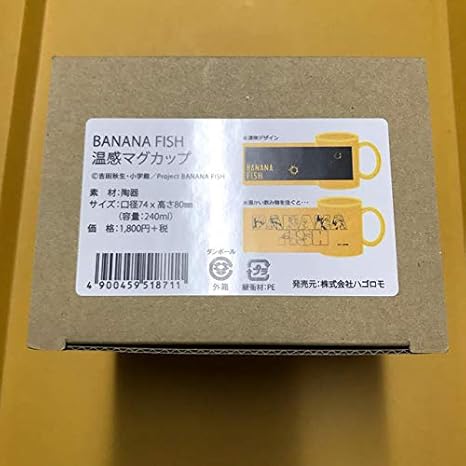 BANANA FISH
温感マグカップ
©吉田秋生・小学館／Project BANANA FISH
素 材：陶器
サイズ：口径74×高さ80mm
（容量：240ml）
価 格：1,800円+税
4 900459 518711
ダンボール
外箱
プラ
緩衝材：PE
※通常デザイン
BANANA
FISH
※温かい飲み物を注ぐと…
BANANA
FISH
発売元：株式会社ハゴロモ